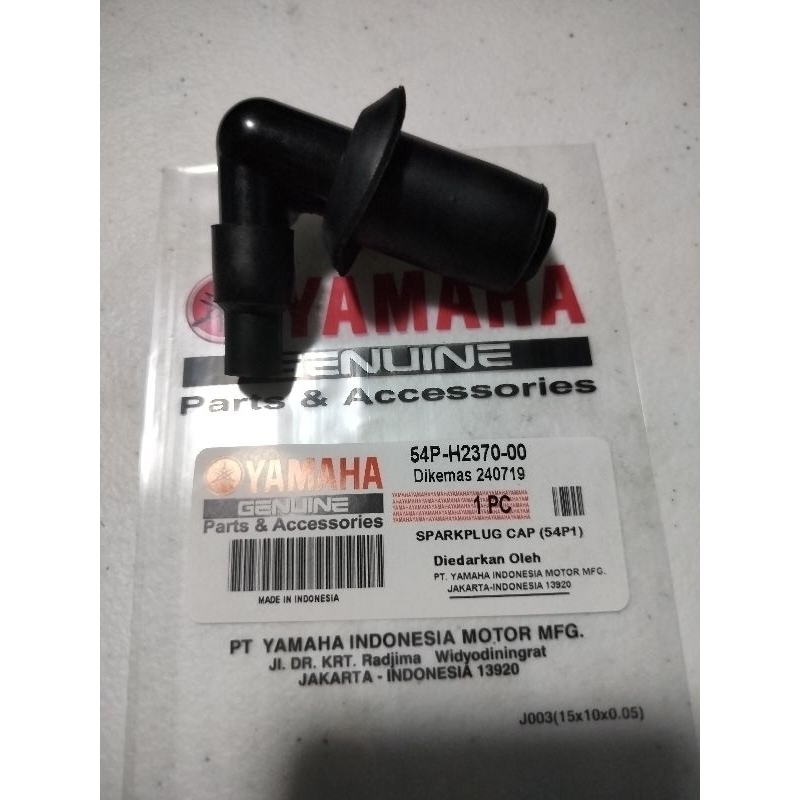 YAMAHA
GENUINE
Parts & Accessories
YAMAHA
GENUINE
Parts & Accessories
MADE IN INDONESIA
54P-H2370-00
Dikemas 240719
1 PC
SPARKPLUG CAP (54P1)
Diedarkan Oleh
PT. YAMAHA INDONESIA MOTOR MFG.
JAKARTA-INDONESIA 13920
PT YAMAHA INDONESIA MOTOR MFG.
Jl. DR. KRT. Radjima Widyodiningrat
JAKARTA - INDONESIA 13920
J003(15x10x0.05)